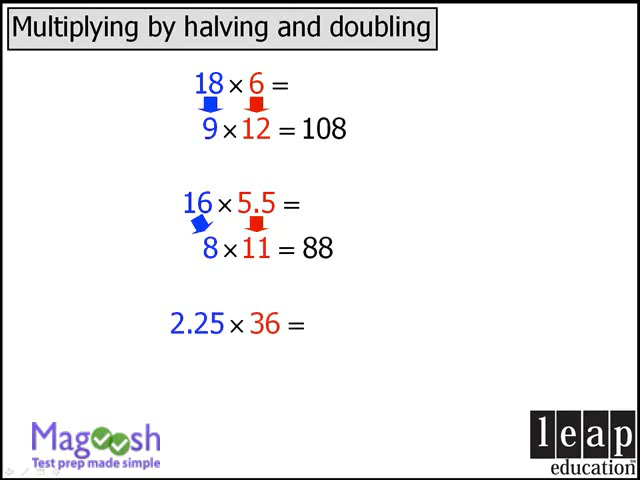 Multiplying by halving and doubling
18 × 6 =
9 × 12 = 108
16 × 5.5 =
8 × 11 = 88
2.25 × 36 =
Magoosh
Test prep made simple
leap
education